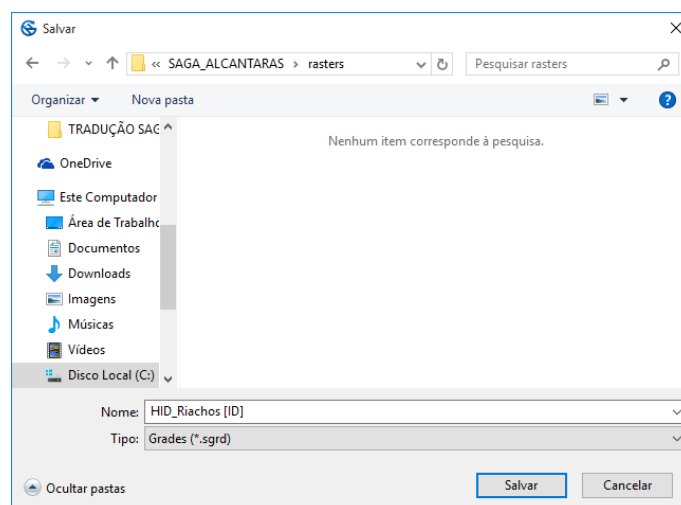 Salvar
« SAGA_ALCANTARAS > rasters
Pesquisar rasters
Organizar
Nova pasta
TRADUÇÃO SAG
Nenhum item corresponde à pesquisa.
OneDrive
Este Computador
Área de Trabalho
Documentos
Downloads
Imagens
Músicas
Vídeos
Disco Local (C:)
Nome: HID_Riachos [ID]
Tipo: Grades (*.sgrd)
Ocultar pastas
Salvar
Cancelar